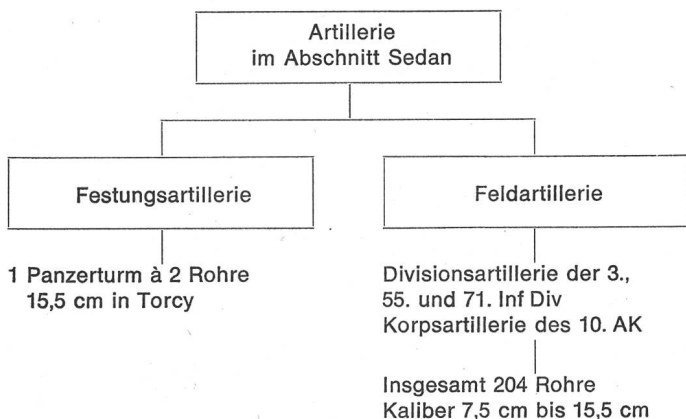 Artillerie
im Abschnitt Sedan
Festungsartillerie
1 Panzerturm à 2 Rohre
15,5 cm in Torcy
Feldartillerie
Divisionsartillerie der 3.,
55. und 71. Inf Div
Korpsartillerie des 10. AK
Insgesamt 204 Rohre
Kaliber 7,5 cm bis 15,5 cm